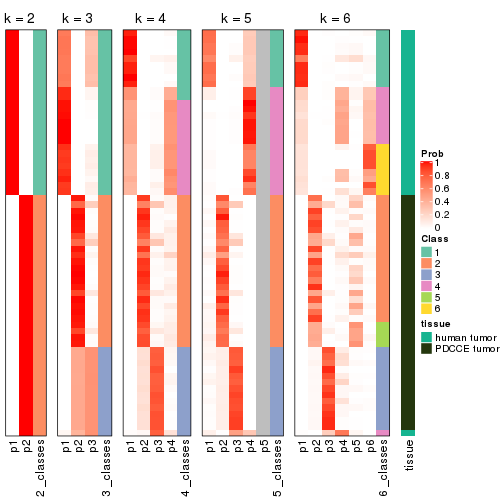 k = 2
k = 3
k = 4
k = 5
k = 6
p1
p2
2_classes
p1
p2
p3
3_classes
p1
p2
p3
p4
4_classes
p1
p2
p3
p4
p5
5_classes
p1
p2
p3
p4
p5
p6
6_classes
tissue
Prob
1
0.8
0.6
0.4
0.2
0
Class
1
2
3
4
5
6
tissue
human tumor
PDCCE tumor